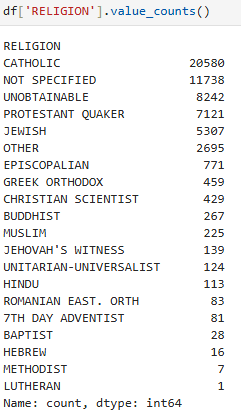 df['RELIGION'].value_counts()
RELIGION
CATHOLIC 20580
NOT SPECIFIED 11738
UNOBTAINABLE 8242
PROTESTANT QUAKER 7121
JEWISH 5307
OTHER 2695
EPISCOPALIAN 771
GREEK ORTHODOX 459
CHRISTIAN SCIENTIST 429
BUDDHIST 267
MUSLIM 225
JEHOVAH'S WITNESS 139
UNITARIAN-UNIVERSALIST 124
HINDU 113
ROMANIAN EAST. ORTH 83
7TH DAY ADVENTIST 81
BAPTIST 28
HEBREW 16
METHODIST 7
LUTHERAN 1
Name: count, dtype: int64